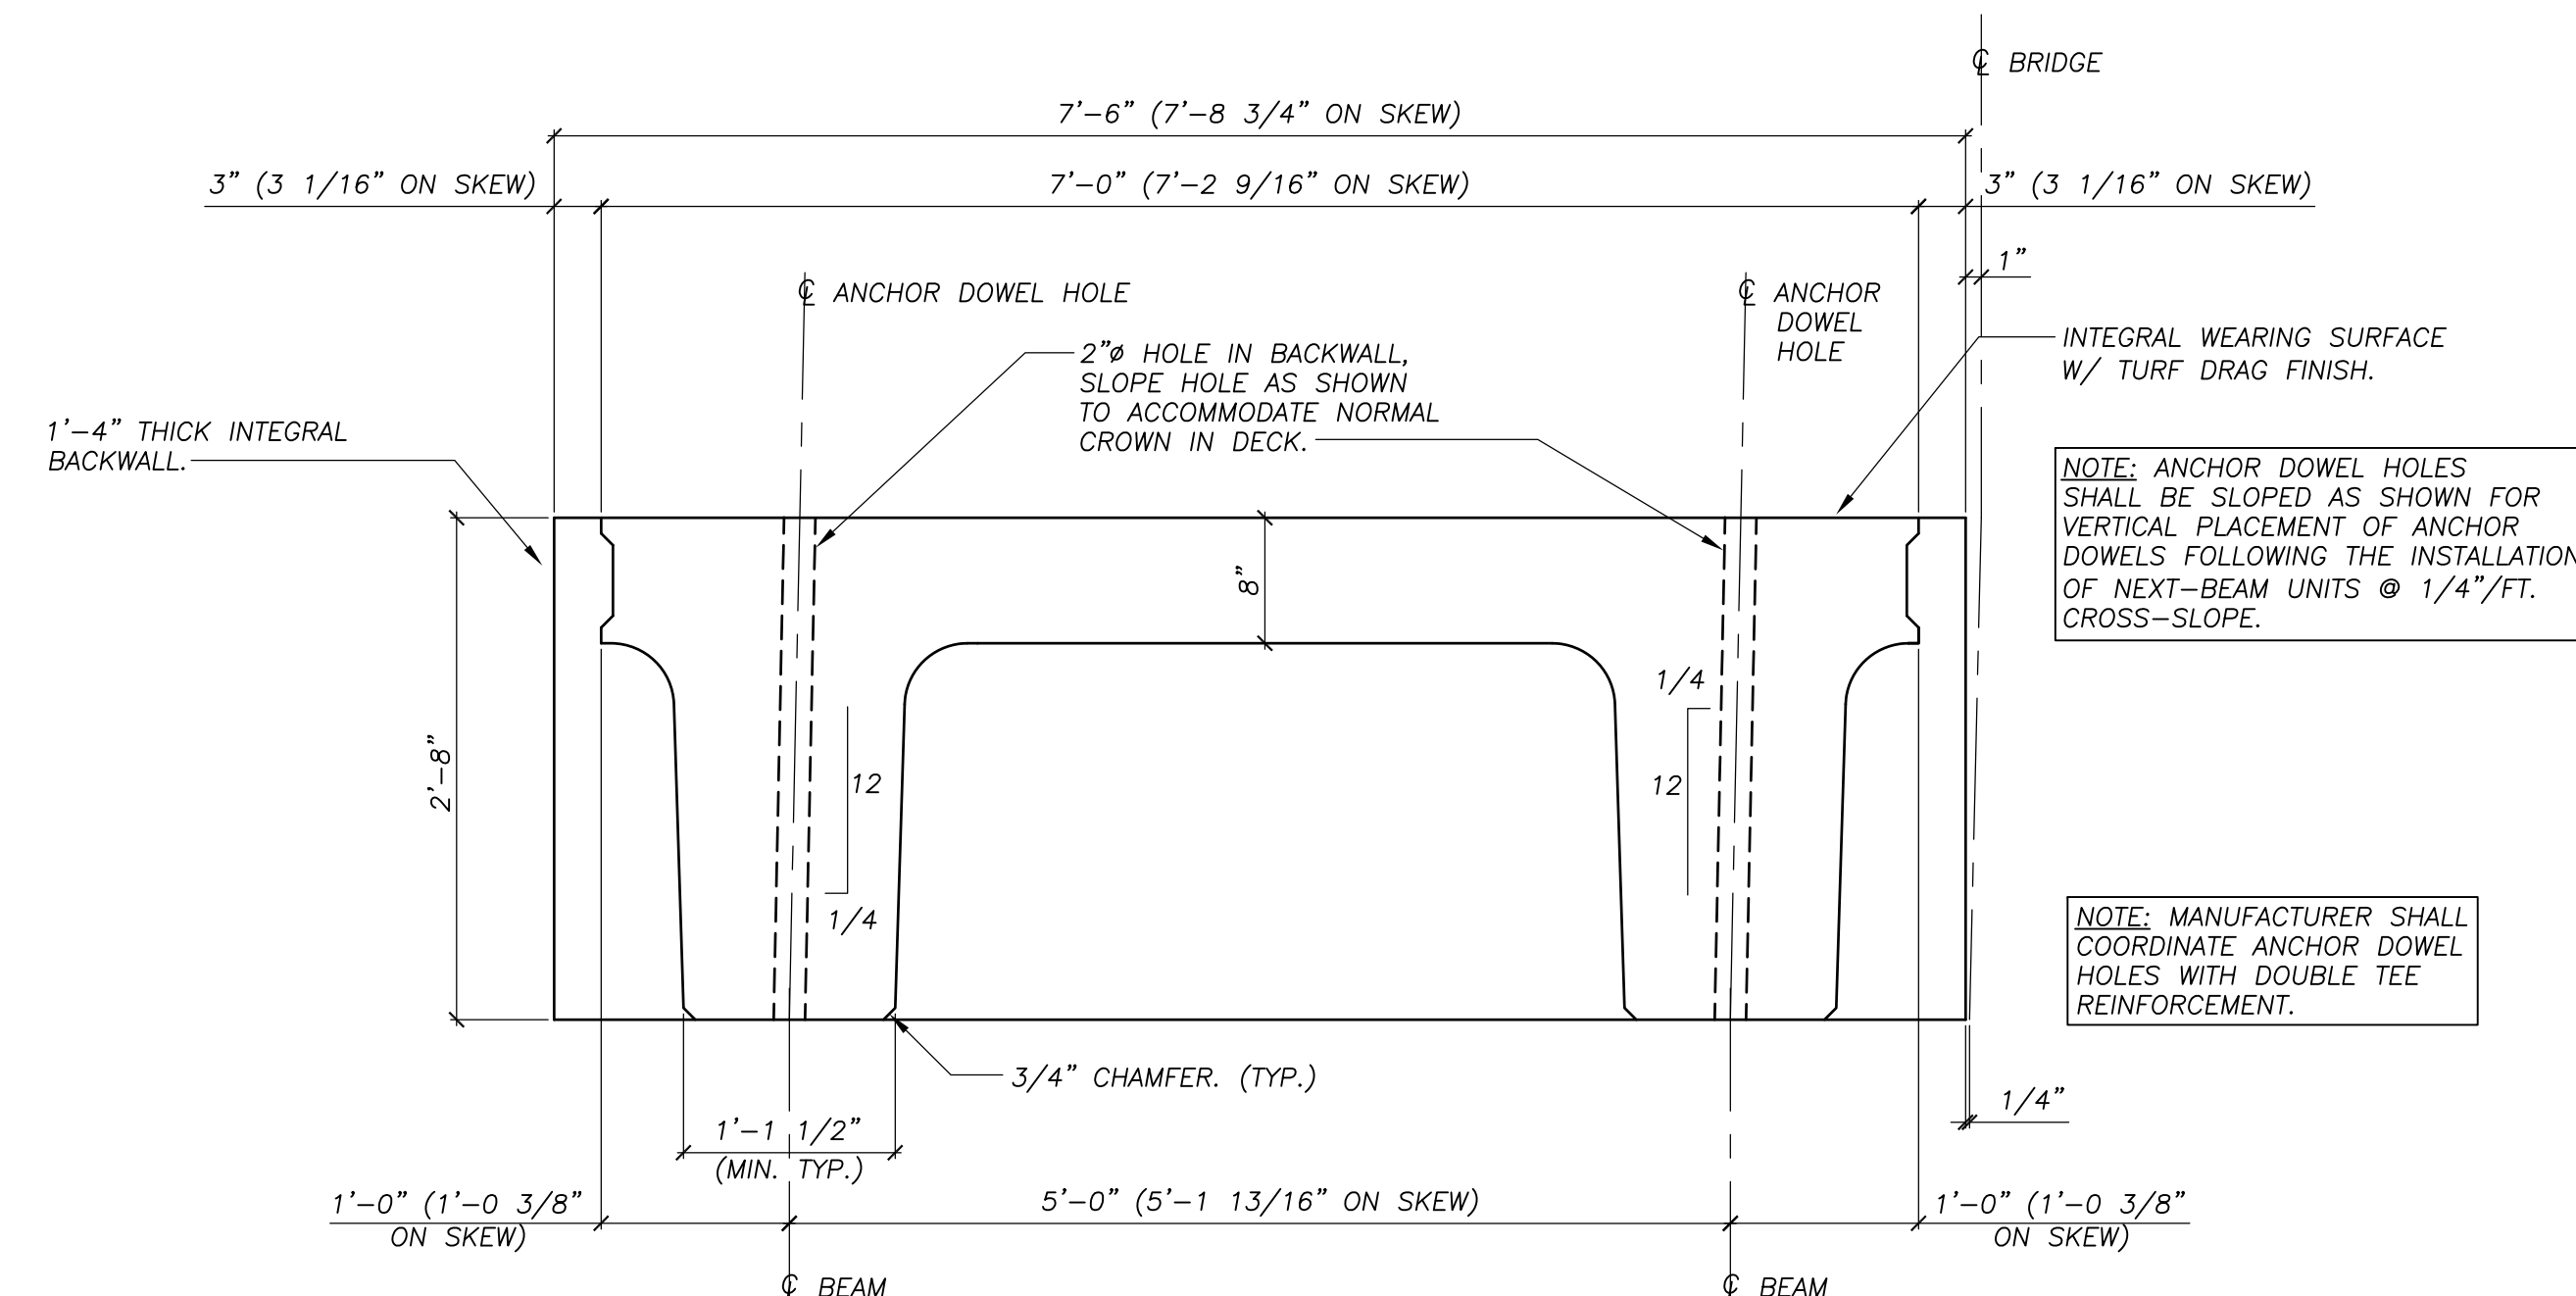 ℄ BRIDGE
7'-6" (7'-8 3/4" ON SKEW)
3" (3 1/16" ON SKEW)
7'-0" (7'-2 9/16" ON SKEW)
3" (3 1/16" ON SKEW)
1"
℄ ANCHOR DOWEL HOLE
℄ ANCHOR
DOWEL
HOLE
2"ø HOLE IN BACKWALL,
SLOPE HOLE AS SHOWN
TO ACCOMMODATE NORMAL
CROWN IN DECK.
INTEGRAL WEARING SURFACE
W/ TURF DRAG FINISH.
1'-4" THICK INTEGRAL
BACKWALL.
NOTE: ANCHOR DOWEL HOLES
SHALL BE SLOPED AS SHOWN FOR
VERTICAL PLACEMENT OF ANCHOR
DOWELS FOLLOWING THE INSTALLATION
OF NEXT-BEAM UNITS @ 1/4"/FT.
CROSS-SLOPE.
8"
2'-8"
12
1/4
1/4
12
NOTE: MANUFACTURER SHALL
COORDINATE ANCHOR DOWEL
HOLES WITH DOUBLE TEE
REINFORCEMENT.
3/4" CHAMFER. (TYP.)
1/4"
1'-1 1/2"
(MIN. TYP.)
1'-0" (1'-0 3/8"
ON SKEW)
5'-0" (5'-1 13/16" ON SKEW)
1'-0" (1'-0 3/8"
ON SKEW)
℄ BEAM
℄ BEAM